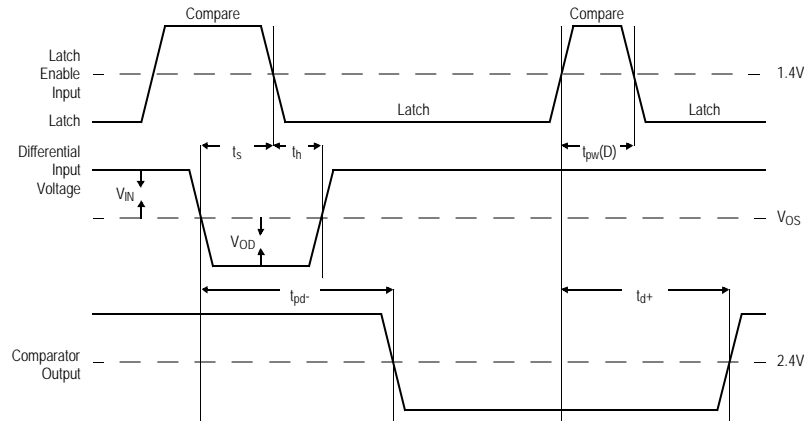 Compare
Compare
Latch
Enable
Input
1.4V
Latch
Latch
Latch
Differential
Input
Voltage
ts
th
tpw(D)
VIN
VOS
VOD
tpd-
td+
Comparator
Output
2.4V